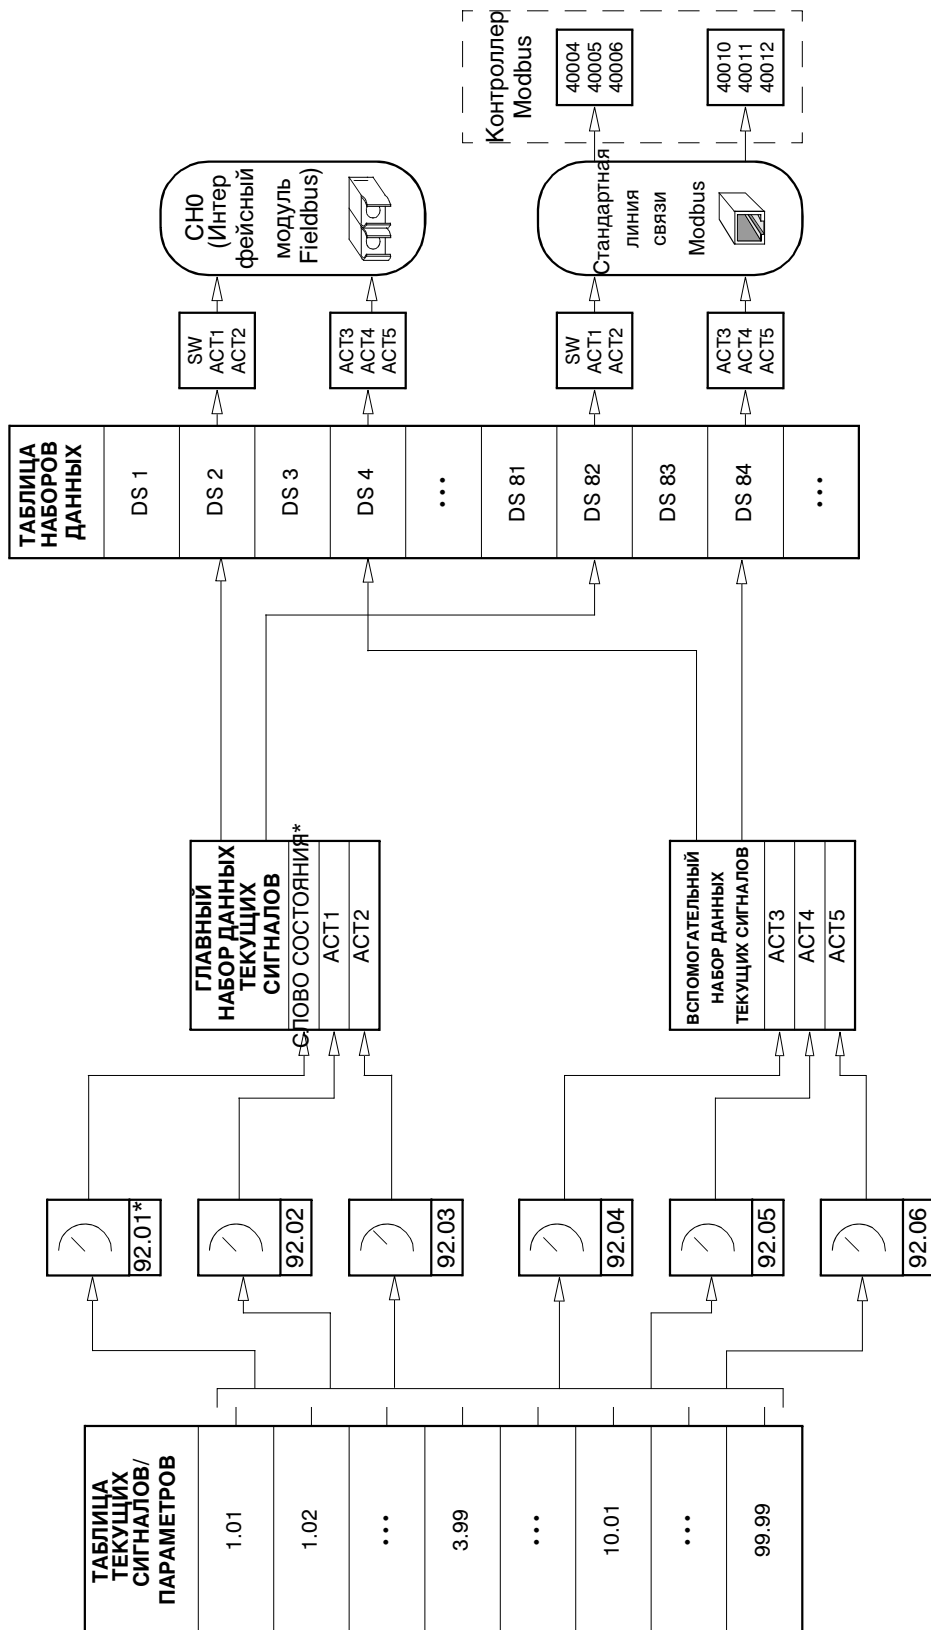 ТАБЛИЦА
ТЕКУЩИХ
СИГНАЛОВ/
ПАРАМЕТРОВ
1.01
1.02
...
3.99
...
10.01
...
99.99
92.01*
92.02
92.03
92.04
92.05
92.06
ГЛАВНЫЙ
НАБОР ДАННЫХ
ТЕКУЩИХ
СИГНАЛОВ
СЛОВО СОСТОЯНИЯ*
ACT1
ACT2
ВСПОМОГАТЕЛЬНЫЙ
НАБОР ДАННЫХ
ТЕКУЩИХ СИГНАЛОВ
ACT3
ACT4
ACT5
ТАБЛИЦА
НАБОРОВ
ДАННЫХ
DS 1
DS 2
DS 3
DS 4
...
DS 81
DS 82
DS 83
DS 84
...
SW
ACT1
ACT2
ACT3
ACT4
ACT5
SW
ACT1
ACT2
ACT3
ACT4
ACT5
CH0
(Интер
фейсный
модуль
Fieldbus)
Стандартная
линия
связи
Modbus
Контроллер
Modbus
40004
40005
40006
40010
40011
40012